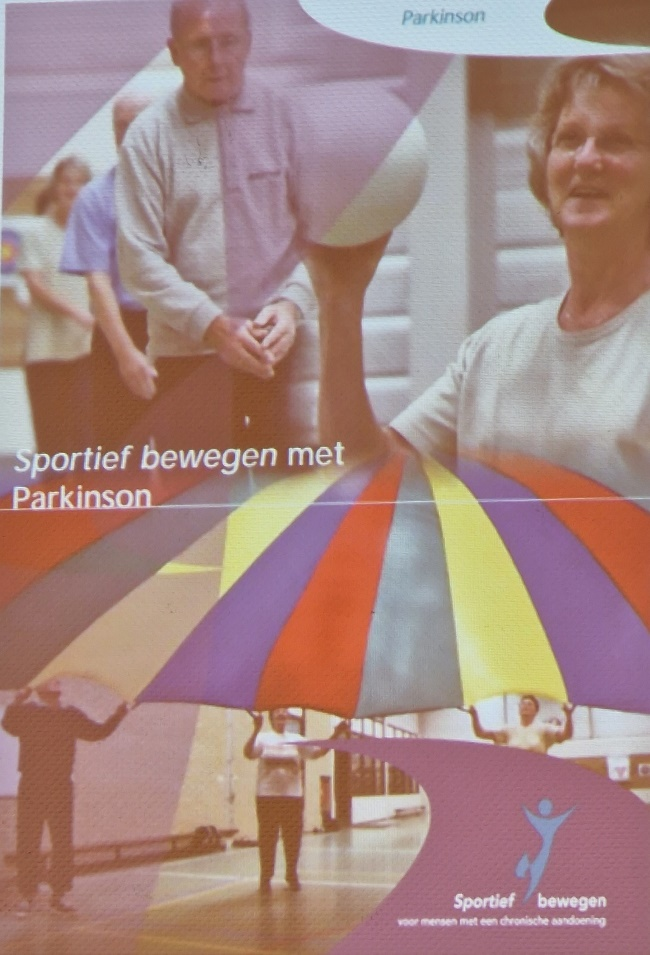 Parkinson
Sportief bewegen met
Parkinson
Sportief bewegen
voor mensen met een chronische aandoening